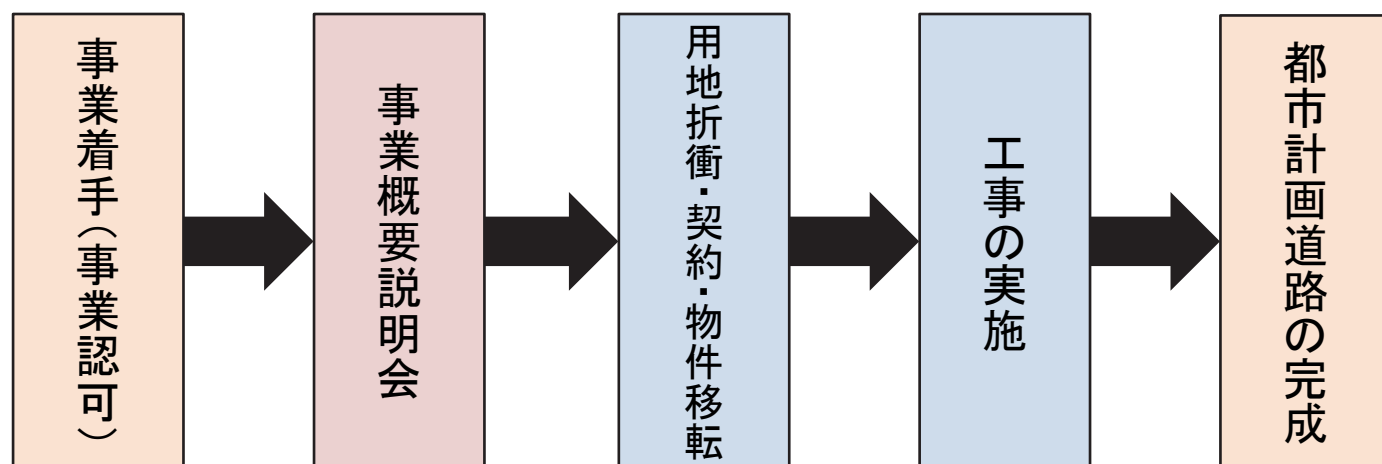 事業着手（事業認可）
事業概要説明会
用地折衝・契約・物件移転
工事の実施
都市計画道路の完成